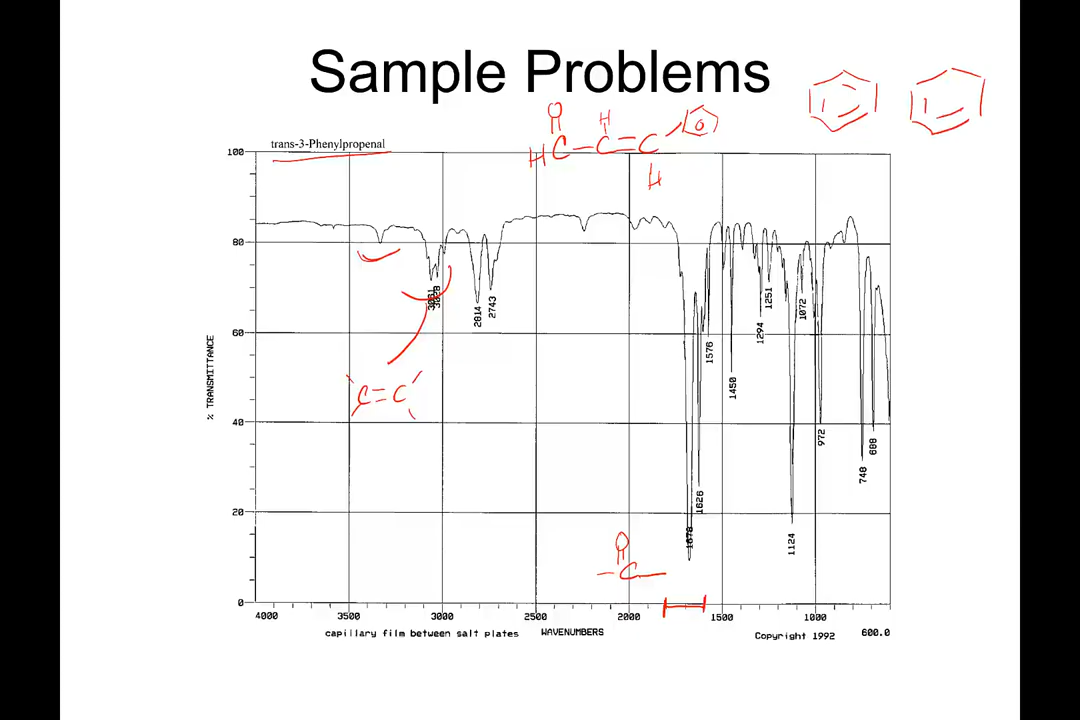 Sample Problems
trans-3-Phenylpropenal
O
H
H C - C = C
H
100
80
60
40
20
0
% TRANSMITTANCE
3061
3028
2814
2743
1678
1626
1576
1450
1294
1251
1124
1072
972
748
688
C = C
O
- C -
4000 3500 3000 2500 2000 1500 1000 600.0
capillary film between salt plates WAVENUMBERS Copyright 1992